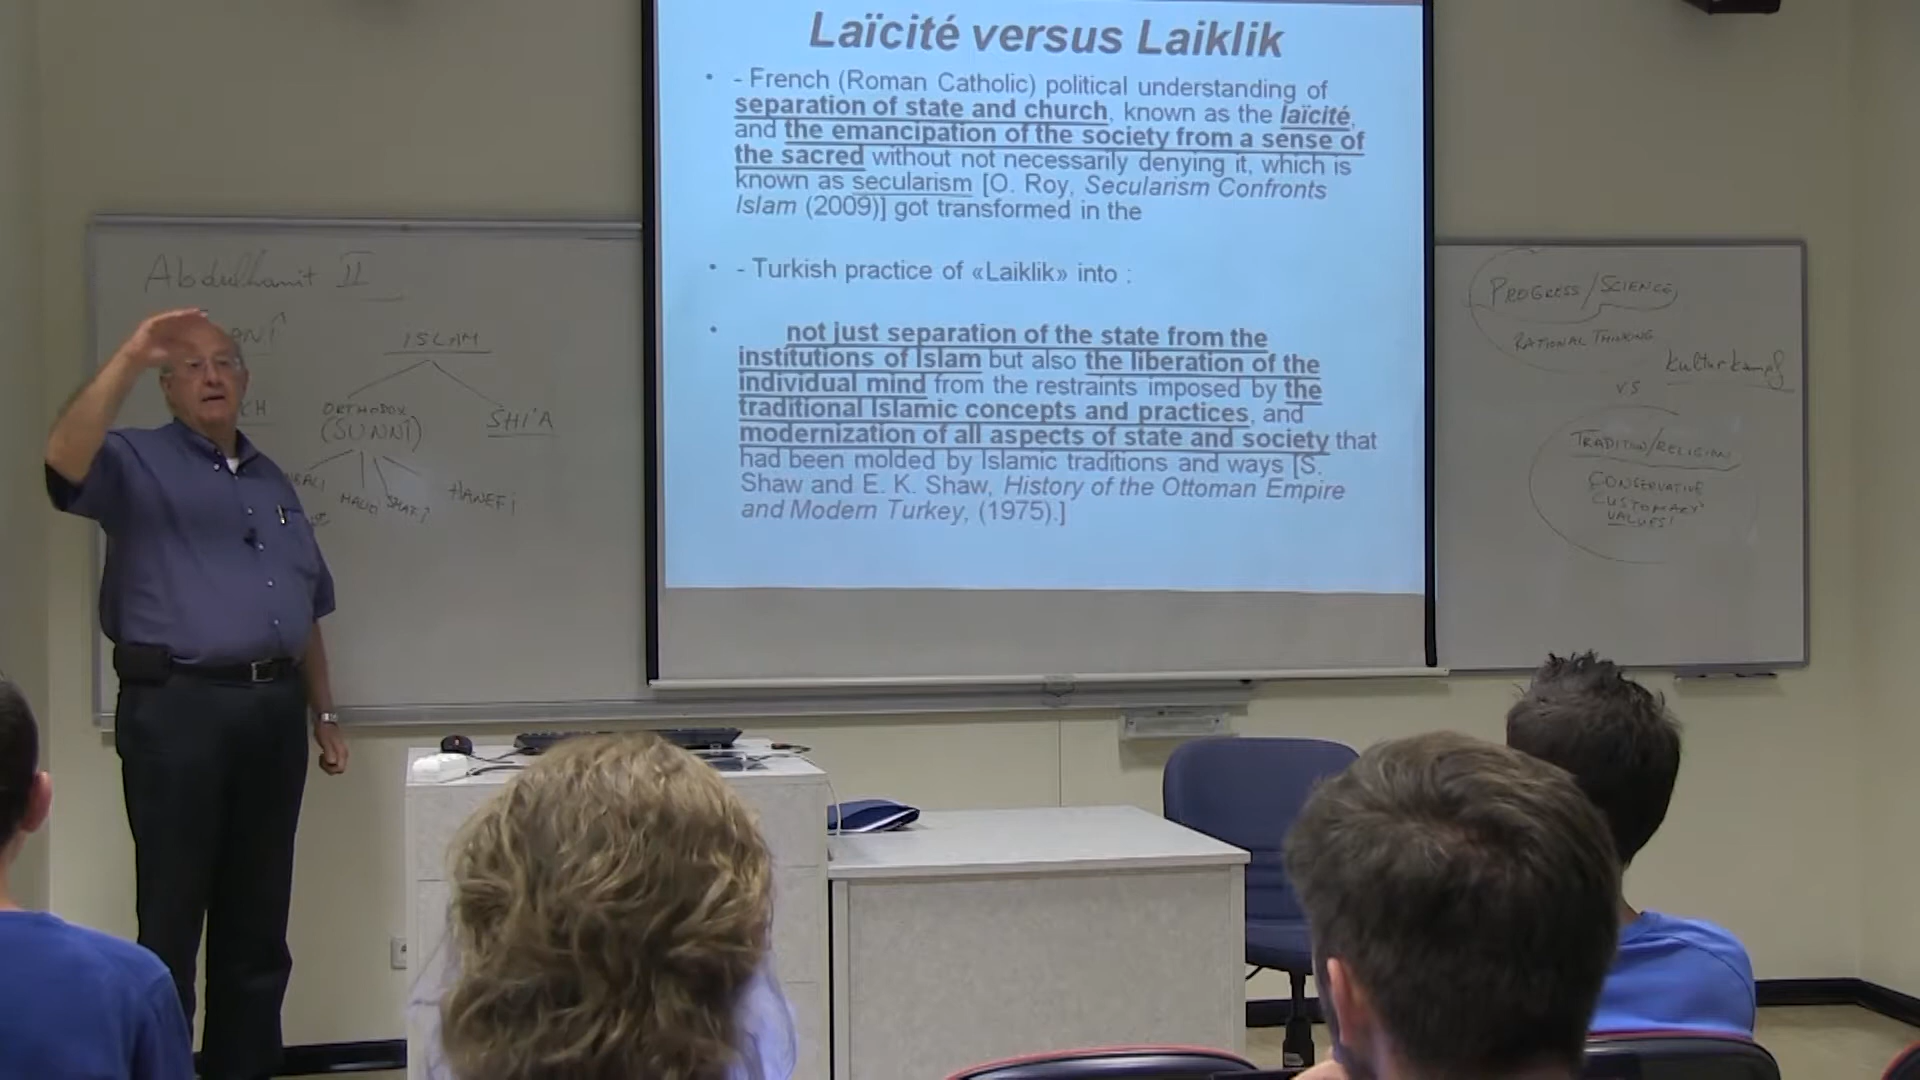 Laïcité versus Laiklik
• - French (Roman Catholic) political understanding of
separation of state and church, known as the laïcité,
and the emancipation of the society from a sense of
the sacred without not necessarily denying it, which is
known as secularism [O. Roy, Secularism Confronts
Islam (2009)] got transformed in the
• - Turkish practice of «Laiklik» into :
• not just separation of the state from the
institutions of Islam but also the liberation of the
individual mind from the restraints imposed by the
traditional Islamic concepts and practices, and
modernization of all aspects of state and society that
had been molded by Islamic traditions and ways [S.
Shaw and E. K. Shaw, History of the Ottoman Empire
and Modern Turkey, (1975).]
Abdulhamit II
İSLAM
ORTHODOX
(SUNNİ)
SHI'A
HANEFİ
PROGRESS/SCIENCE
RATIONAL THINKING
kulturkampf
VS
TRADITION/RELIGION
CONSERVATIVE
CUSTOMARY
VALUES